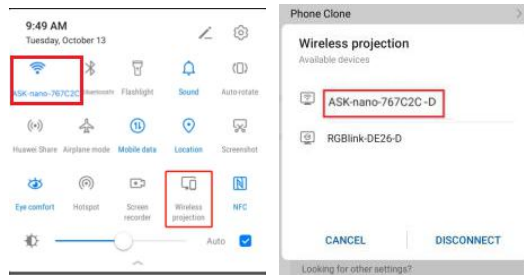 9:49 AM
Tuesday, October 13
ASK-nano-767C2C Bluetooth Flashlight Sound Auto-rotate
Huawei Share Airplane mode Mobile data Location Screenshot
Eye comfort Hotspot Screen recorder Wireless projection NFC
Auto
Phone Clone
Wireless projection
Available devices
ASK-nano-767C2C -D
RGBlink-DE26-D
CANCEL DISCONNECT
Looking for other settings?